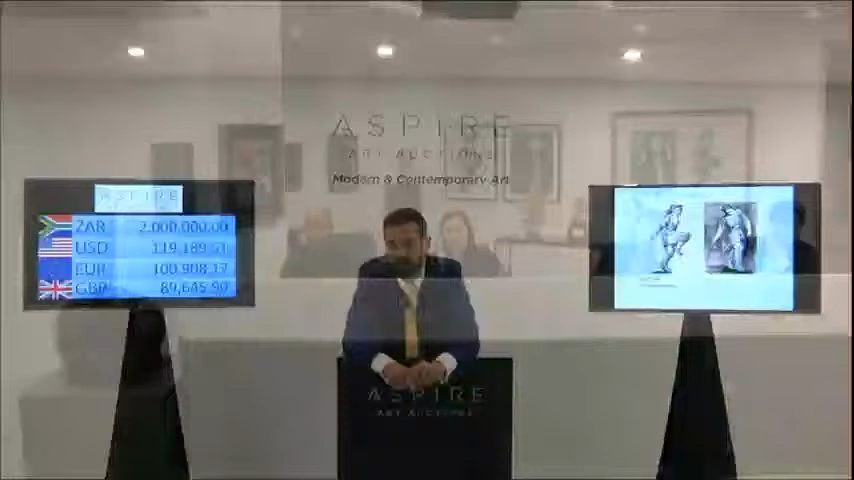 ASPIRE
ART AUCTIONS
Modern & Contemporary Art
ASPIRE
ZAR 2,000,000.00
USD 119,189.51
EUR 100,908.17
GBP 89,645.90
ASPIRE
ART AUCTIONS